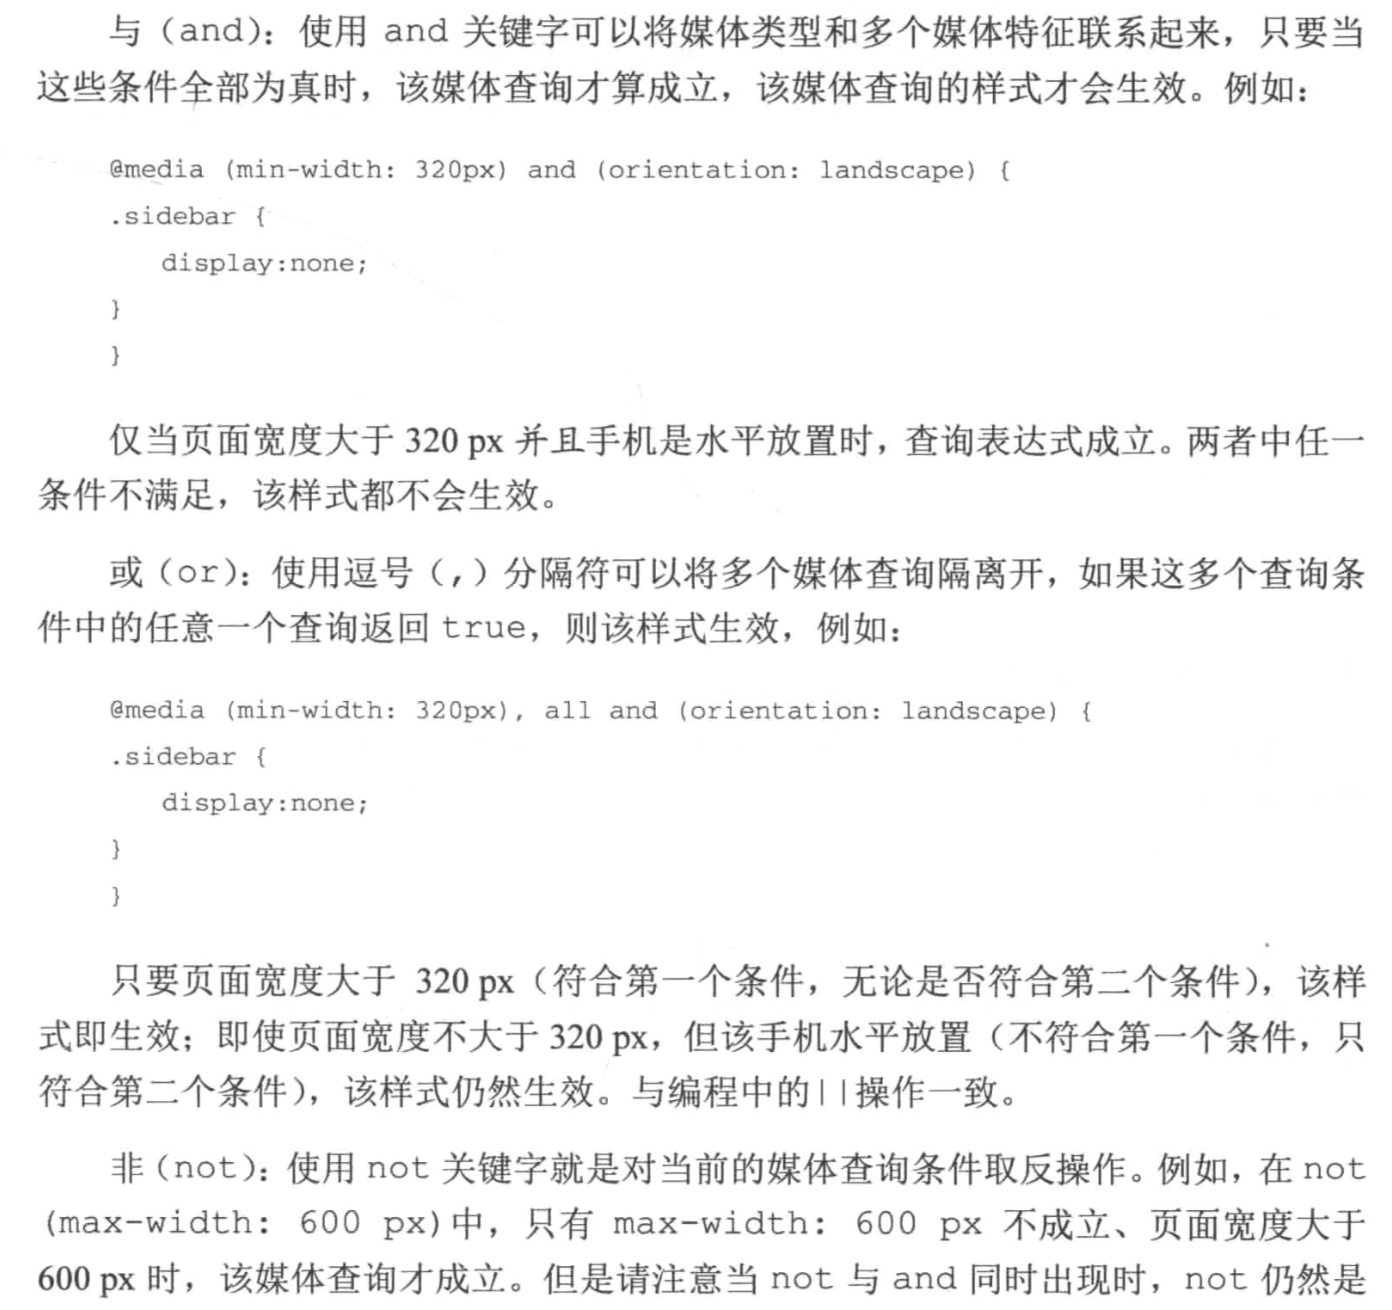 与（and）：使用 and 关键字可以将媒体类型和多个媒体特征联系起来，只要当
这些条件全部为真时，该媒体查询才算成立，该媒体查询的样式才会生效。例如：
@media (min-width: 320px) and (orientation: landscape) {
.sidebar {
display:none;
}
}
仅当页面宽度大于 320 px 并且手机是水平放置时，查询表达式成立。两者中任一
条件不满足，该样式都不会生效。
或（or）：使用逗号（,）分隔符可以将多个媒体查询隔离开，如果这多个查询条
件中的任意一个查询返回 true，则该样式生效，例如：
@media (min-width: 320px), all and (orientation: landscape) {
.sidebar {
display:none;
}
}
只要页面宽度大于 320 px（符合第一个条件，无论是否符合第二个条件），该样
式即生效；即使页面宽度不大于 320 px，但该手机水平放置（不符合第一个条件，只
符合第二个条件），该样式仍然生效。与编程中的||操作一致。
非（not）：使用 not 关键字就是对当前的媒体查询条件取反操作。例如，在 not
(max-width: 600 px)中，只有 max-width: 600 px 不成立、页面宽度大于
600 px 时，该媒体查询才成立。但是请注意当 not 与 and 同时出现时，not 仍然是